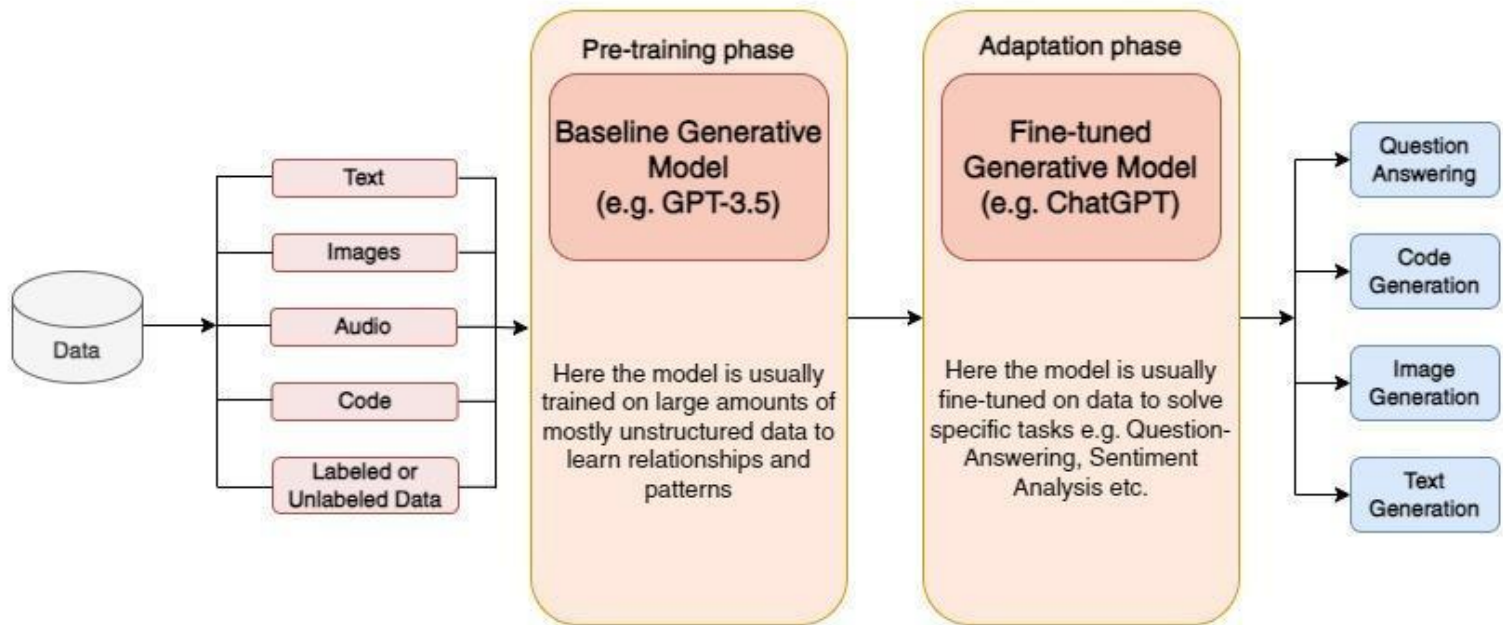 Data
Text
Images
Audio
Code
Labeled or
Unlabeled Data
Pre-training phase
Baseline Generative
Model
(e.g. GPT-3.5)
Here the model is usually
trained on large amounts of
mostly unstructured data to
learn relationships and
patterns
Adaptation phase
Fine-tuned
Generative Model
(e.g. ChatGPT)
Here the model is usually
fine-tuned on data to solve
specific tasks e.g. Question-
Answering, Sentiment
Analysis etc.
Question
Answering
Code
Generation
Image
Generation
Text
Generation